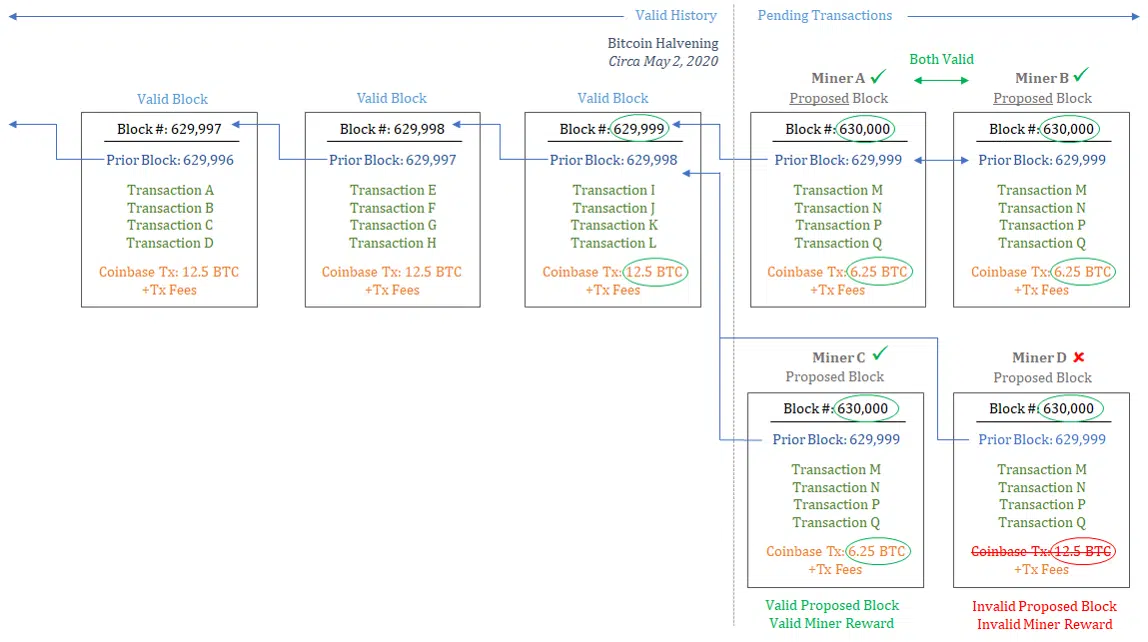 Valid History
Pending Transactions
Bitcoin Halvening
Circa May 2, 2020
Both Valid
Valid Block
Block #: 629,997
Prior Block: 629,996
Transaction A
Transaction B
Transaction C
Transaction D
Coinbase Tx: 12.5 BTC
+Tx Fees
Valid Block
Block #: 629,998
Prior Block: 629,997
Transaction E
Transaction F
Transaction G
Transaction H
Coinbase Tx: 12.5 BTC
+Tx Fees
Valid Block
Block #: 629,999
Prior Block: 629,998
Transaction I
Transaction J
Transaction K
Transaction L
Coinbase Tx: 12.5 BTC
+Tx Fees
Miner A ✓
Proposed Block
Block #: 630,000
Prior Block: 629,999
Transaction M
Transaction N
Transaction P
Transaction Q
Coinbase Tx: 6.25 BTC
+Tx Fees
Miner B ✓
Proposed Block
Block #: 630,000
Prior Block: 629,999
Transaction M
Transaction N
Transaction P
Transaction Q
Coinbase Tx: 6.25 BTC
+Tx Fees
Miner C ✓
Proposed Block
Block #: 630,000
Prior Block: 629,999
Transaction M
Transaction N
Transaction P
Transaction Q
Coinbase Tx: 6.25 BTC
+Tx Fees
Valid Proposed Block
Valid Miner Reward
Miner D ✘
Proposed Block
Block #: 630,000
Prior Block: 629,999
Transaction M
Transaction N
Transaction P
Transaction Q
Coinbase Tx: 12.5 BTC
+Tx Fees
Invalid Proposed Block
Invalid Miner Reward